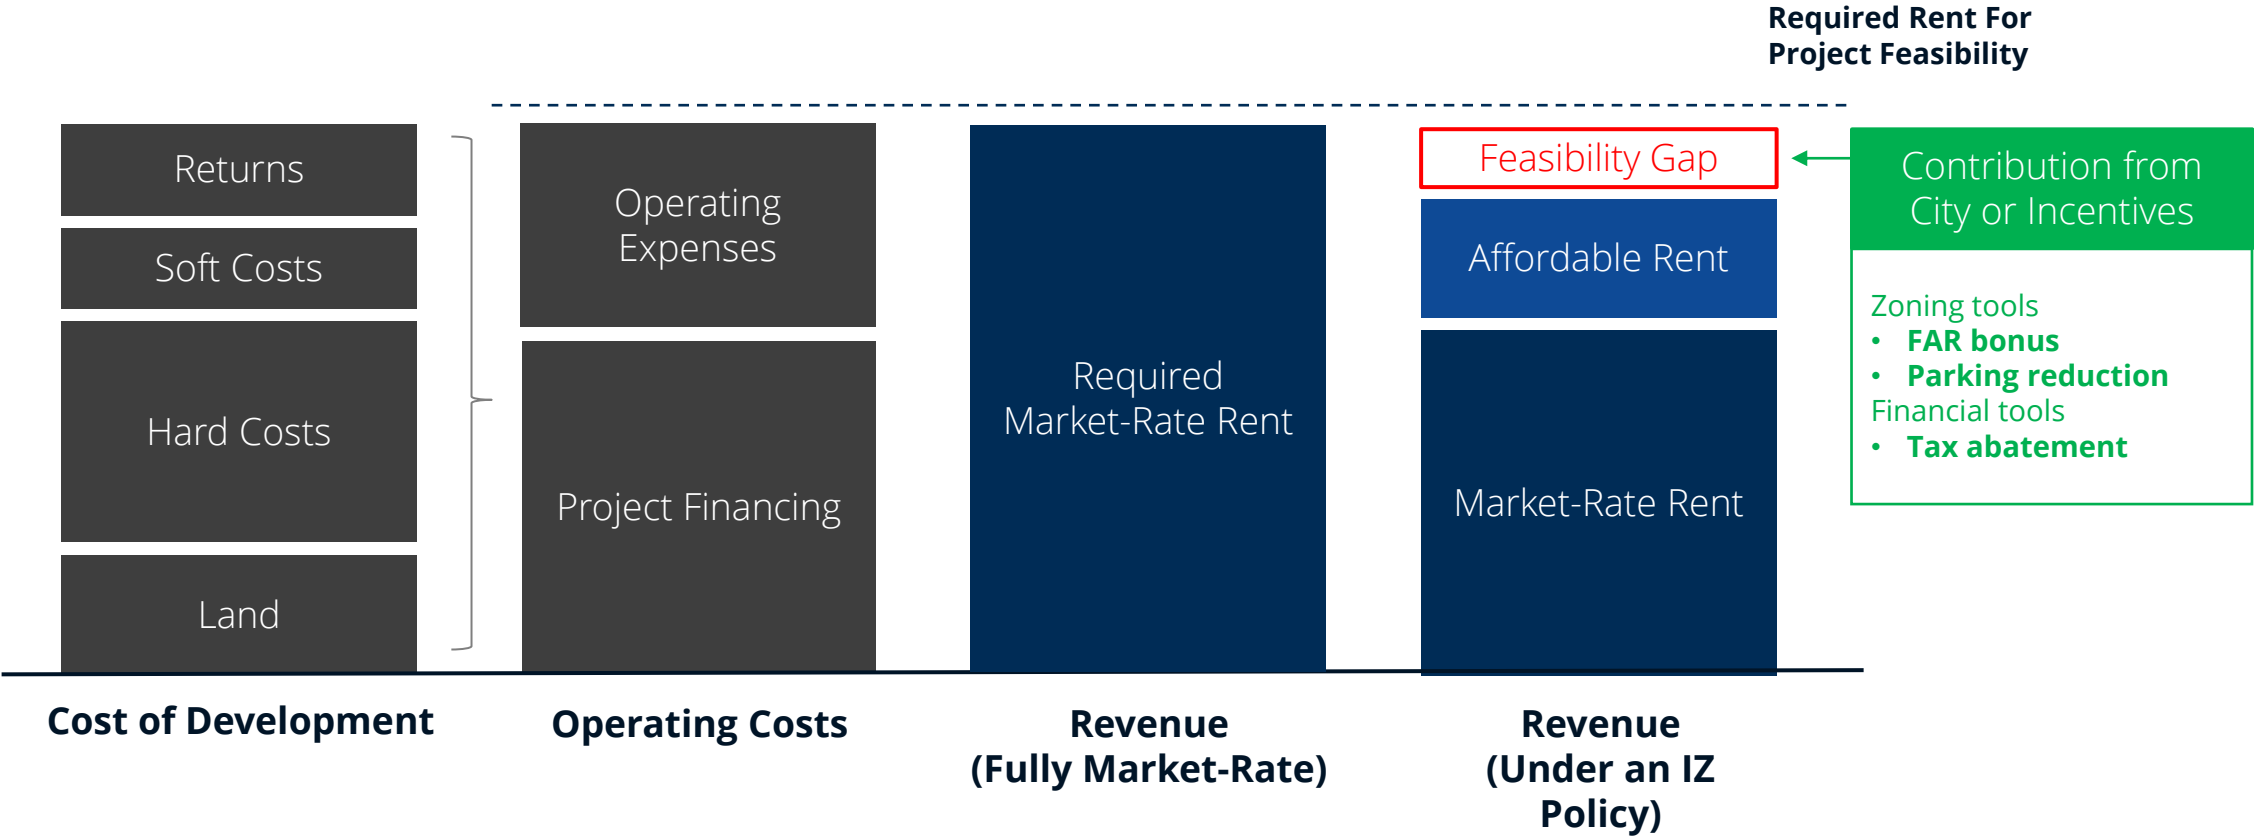 Required Rent For
Project Feasibility
Returns
Soft Costs
Hard Costs
Land
Operating
Expenses
Project Financing
Required
Market-Rate Rent
Feasibility Gap
Affordable Rent
Market-Rate Rent
Contribution from
City or Incentives
Zoning tools
• FAR bonus
• Parking reduction
Financial tools
• Tax abatement
Cost of Development
Operating Costs
Revenue
(Fully Market-Rate)
Revenue
(Under an IZ
Policy)